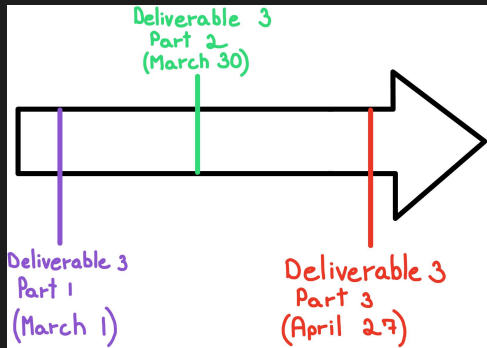 Deliverable 3
Part 2
(March 30)
Deliverable 3
Part 1
(March 1)
Deliverable 3
Part 3
(April 27)